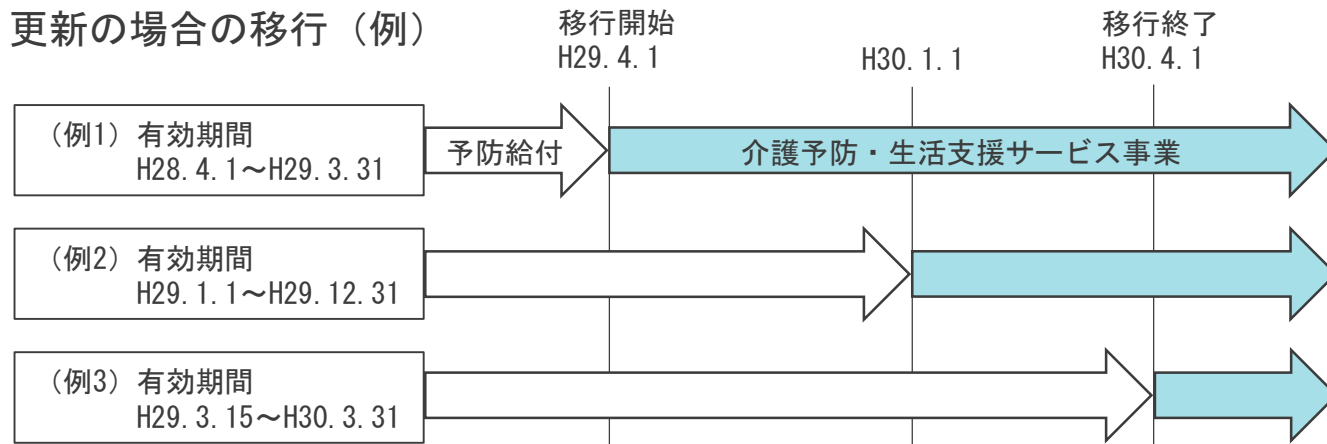 更新の場合の移行（例）
移行開始
H29.4.1
H30.1.1
移行終了
H30.4.1
（例1）有効期間
H28.4.1～H29.3.31
予防給付
介護予防・生活支援サービス事業
（例2）有効期間
H29.1.1～H29.12.31
（例3）有効期間
H29.3.15～H30.3.31